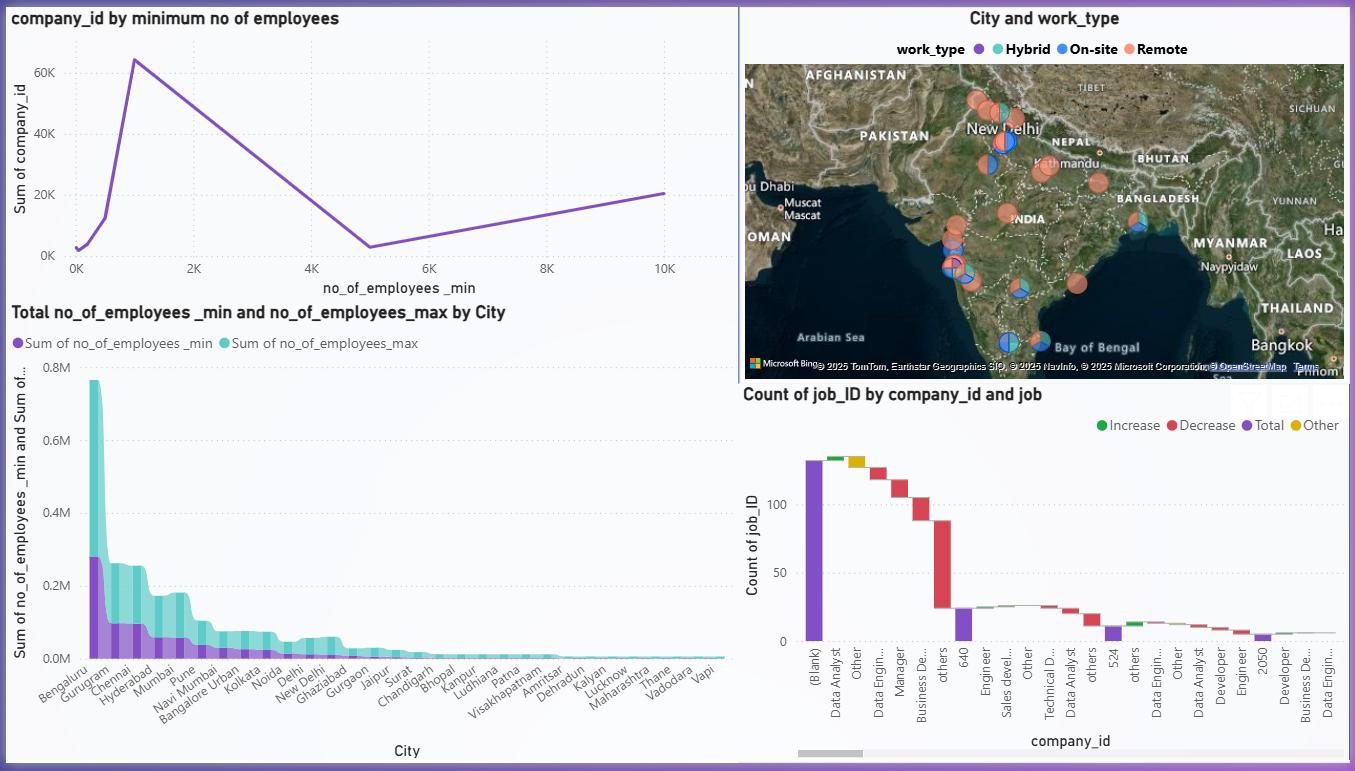 company_id by minimum no of employees
Sum of company_id
60K
40K
20K
0K
0K 2K 4K 6K 8K 10K
no_of_employees _min
City and work_type
work_type Hybrid On-site Remote
AFGHANISTAN
TIBET
SICHUAN
PAKISTAN
New Delhi
NEPAL
Kathmandu
BHUTAN
BANGLADESH
YUNNAN
Muscat
Muscat
OMAN
INDIA
MYANMAR
Naypyidaw
LAOS
THAILAND
Arabian Sea
Bay of Bengal
Bangkok
Microsoft Bing
© 2025 TomTom, Earthstar Geographics SIO, © 2025 NavInfo, © 2025 Microsoft Corporation, © OpenStreetMap Terms
Total no_of_employees _min and no_of_employees_max by City
Sum of no_of_employees _min Sum of no_of_employees_max
Sum of no_of_employees _min and Sum of...
0.8M
0.6M
0.4M
0.2M
0.0M
Bengaluru
Gurugram
Chennai
Hyderabad
Mumbai
Pune
Navi Mumbai
Bangalore Urban
Kolkata
Noida
Delhi
New Delhi
Ghaziabad
Gurgaon
Jaipur
Surat
Chandigarh
Bhopal
Kanpur
Ludhiana
Patna
Visakhapatnam
Amritsar
Dehradun
Kalyan
Lucknow
Maharashtra
Thane
Vadodara
Vapi
City
Count of job_ID by company_id and job
Increase Decrease Total Other
Count of job_ID
100
50
0
(Blank)
Data Analyst
Other
Data Engin...
Manager
Business De...
others
640
Engineer
Sales devel...
Other
Technical D...
Data Analyst
others
524
others
Data Engin...
Other
Data Analyst
Developer
Engineer
2050
Developer
Business De...
Data Engin...
company_id